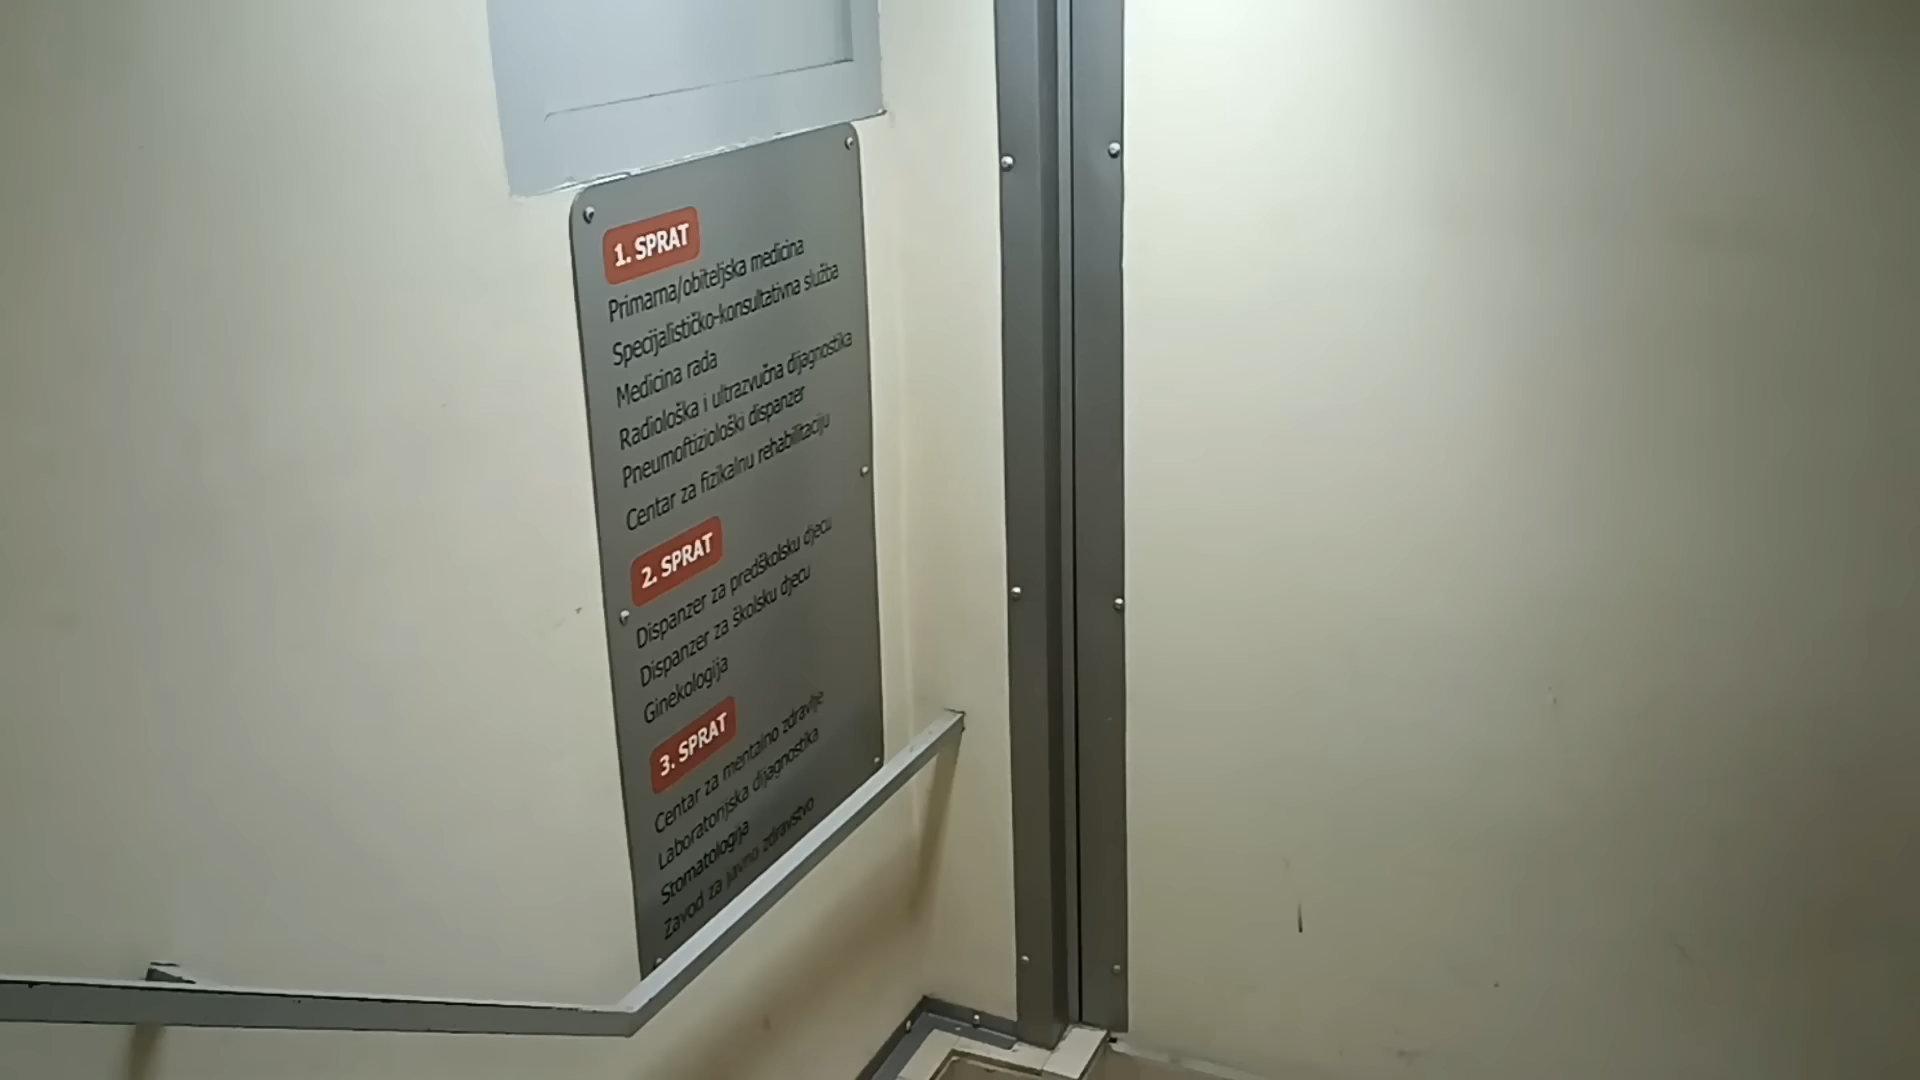 1. SPRAT
Primarna/obiteljska medicina
Specijalističko-konsultativna služba
Medicina rada
Radiološka i ultrazvučna dijagnostika
Pneumoftiziološki dispanzer
Centar za fizikalnu rehabilitaciju
2. SPRAT
Dispanzer za predškolsku djecu
Dispanzer za školsku djecu
Ginekologija
3. SPRAT
Centar za mentalno zdravlje
Laboratorijska dijagnostika
Stomatologija
Zavod za javno zdravstvo